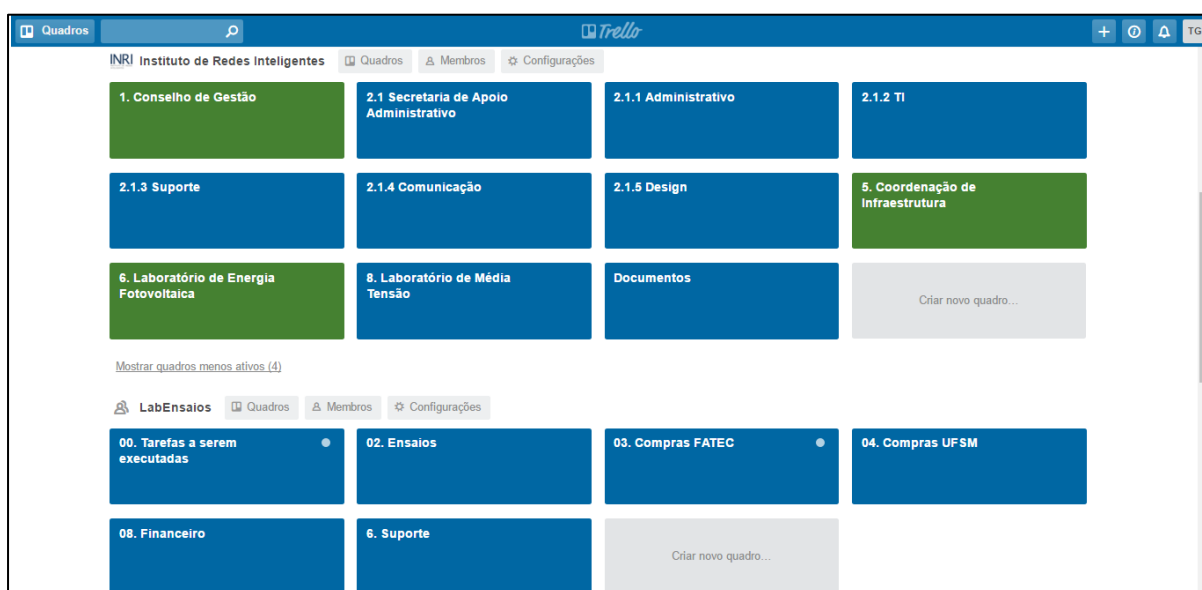 Quadros
Trello
TG
INRI Instituto de Redes Inteligentes Quadros Membros Configurações
1. Conselho de Gestão
2.1 Secretaria de Apoio
Administrativo
2.1.1 Administrativo
2.1.2 TI
2.1.3 Suporte
2.1.4 Comunicação
2.1.5 Design
5. Coordenação de
Infraestrutura
6. Laboratório de Energia
Fotovoltaica
8. Laboratório de Média
Tensão
Documentos
Criar novo quadro...
Mostrar quadros menos ativos (4)
LabEnsaios Quadros Membros Configurações
00. Tarefas a serem
executadas
02. Ensaios
03. Compras FATEC
04. Compras UFSM
08. Financeiro
6. Suporte
Criar novo quadro...